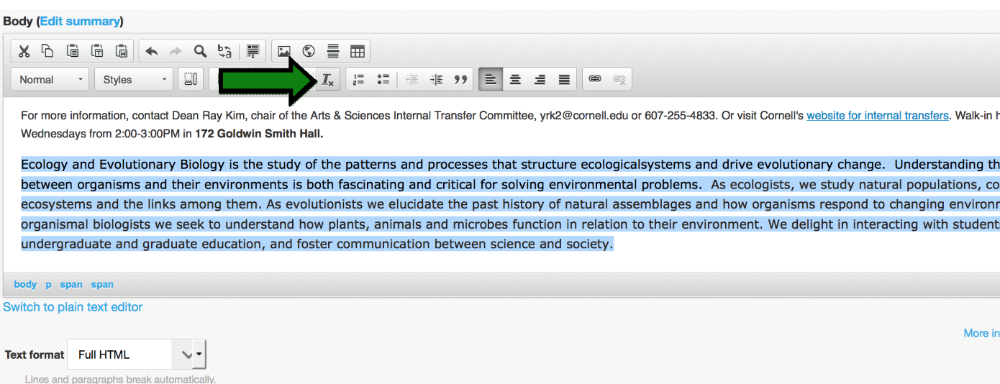 Body (Edit summary)
Normal Styles
For more information, contact Dean Ray Kim, chair of the Arts & Sciences Internal Transfer Committee, yrk2@cornell.edu or 607-255-4833. Or visit Cornell's website for internal transfers. Walk-in
Wednesdays from 2:00-3:00PM in 172 Goldwin Smith Hall.
Ecology and Evolutionary Biology is the study of the patterns and processes that structure ecologicalsystems and drive evolutionary change. Understanding
between organisms and their environments is both fascinating and critical for solving environmental problems. As ecologists, we study natural populations,
ecosystems and the links among them. As evolutionists we elucidate the past history of natural assemblages and how organisms respond to changing
organismal biologists we seek to understand how plants, animals and microbes function in relation to their environment. We delight in interacting with
undergraduate and graduate education, and foster communication between science and society.
body p span span
Switch to plain text editor
More
Text format Full HTML
Lines and paragraphs break automatically.